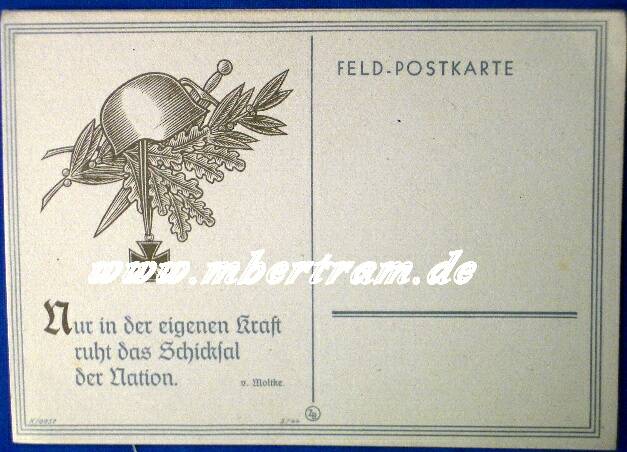 FELD-POSTKARTE
www.mbertram.de
Nur in der eigenen Kraft
ruht das Schicksal
der Nation.
v. Moltke.